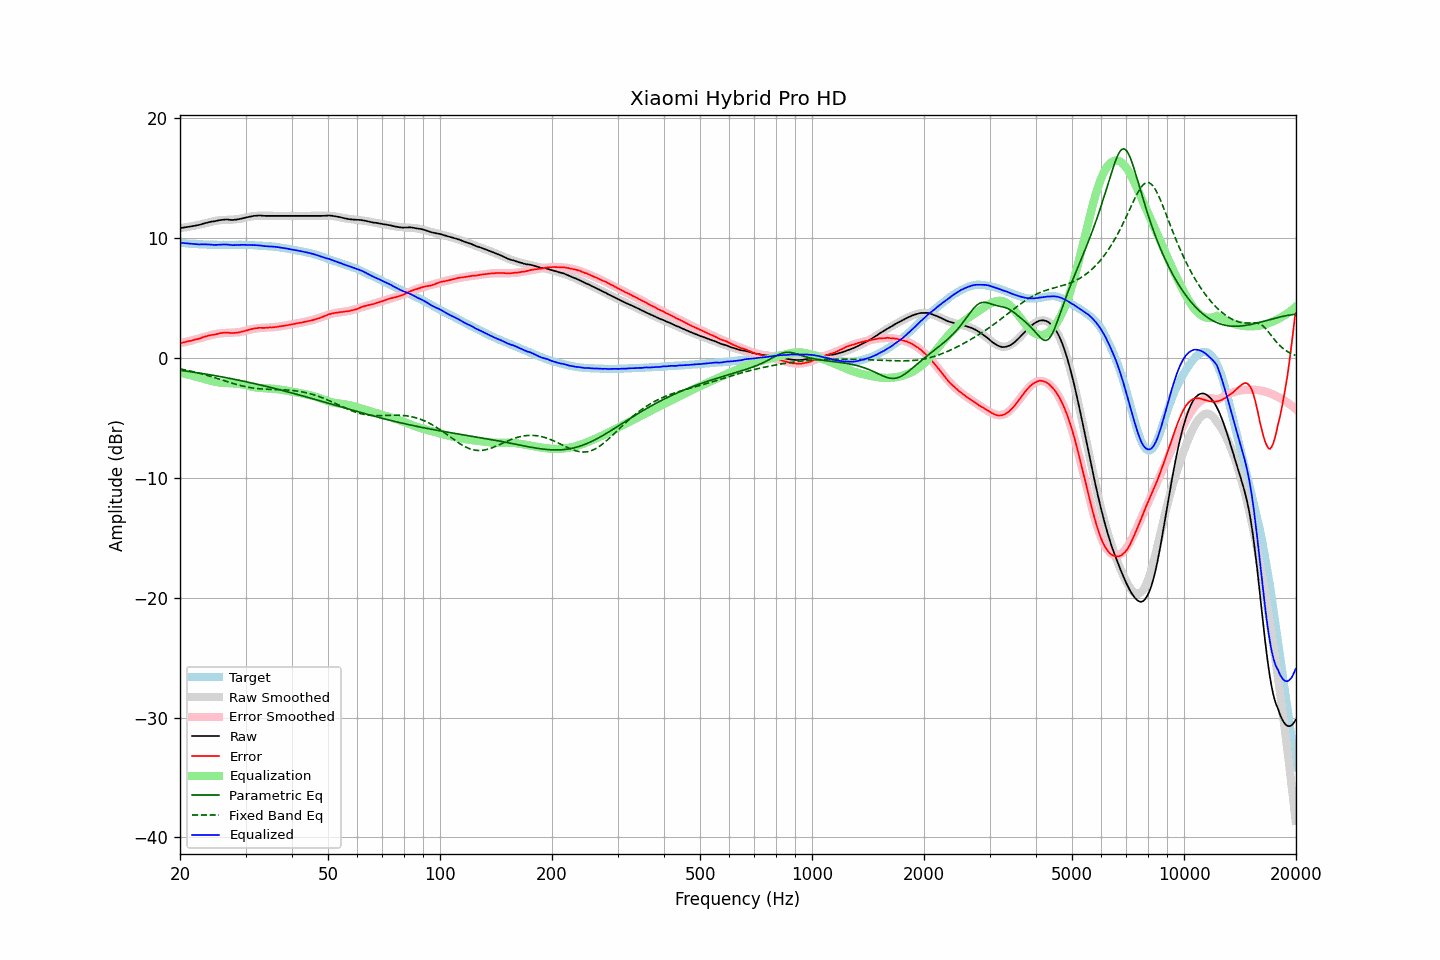 Xiaomi Hybrid Pro HD
20
10
0
−10
−20
−30
−40
Amplitude (dBr)
Target
Raw Smoothed
Error Smoothed
Raw
Error
Equalization
Parametric Eq
Fixed Band Eq
Equalized
20 50 100 200 500 1000 2000 5000 10000 20000
Frequency (Hz)